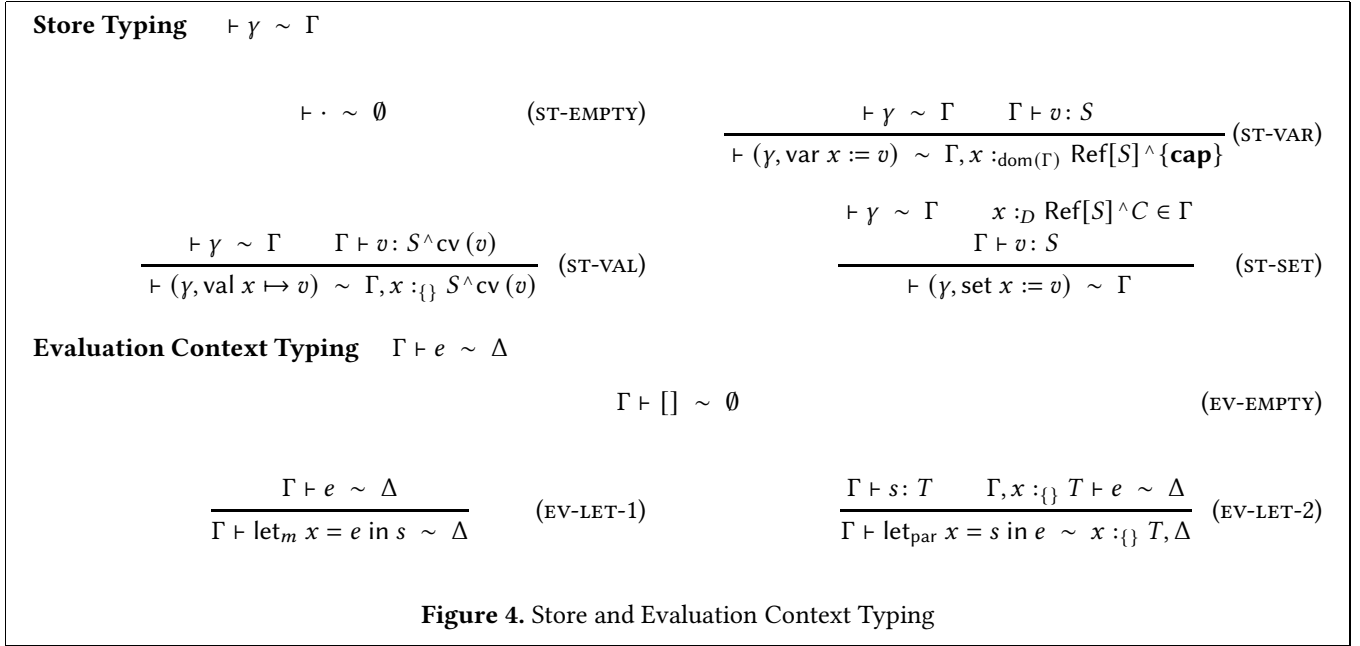 Store Typing ⊢ γ ∼ Γ
⊢ · ∼ ∅ (ST-EMPTY)
⊢ γ ∼ Γ Γ ⊢ v : S
⊢ (γ, var x := v) ∼ Γ, x :dom(Γ) Ref[S] ^ {cap} (ST-VAR)
⊢ γ ∼ Γ Γ ⊢ v : S ^ cv (v)
⊢ (γ, val x ↦ v) ∼ Γ, x :{} S ^ cv (v) (ST-VAL)
⊢ γ ∼ Γ x :D Ref[S] ^ C ∈ Γ
Γ ⊢ v : S
⊢ (γ, set x := v) ∼ Γ (ST-SET)
Evaluation Context Typing Γ ⊢ e ∼ Δ
Γ ⊢ [] ∼ ∅ (EV-EMPTY)
Γ ⊢ e ∼ Δ
Γ ⊢ letm x = e in s ∼ Δ (EV-LET-1)
Γ ⊢ s : T Γ, x :{} T ⊢ e ∼ Δ
Γ ⊢ letpar x = s in e ∼ x :{} T, Δ (EV-LET-2)
Figure 4. Store and Evaluation Context Typing